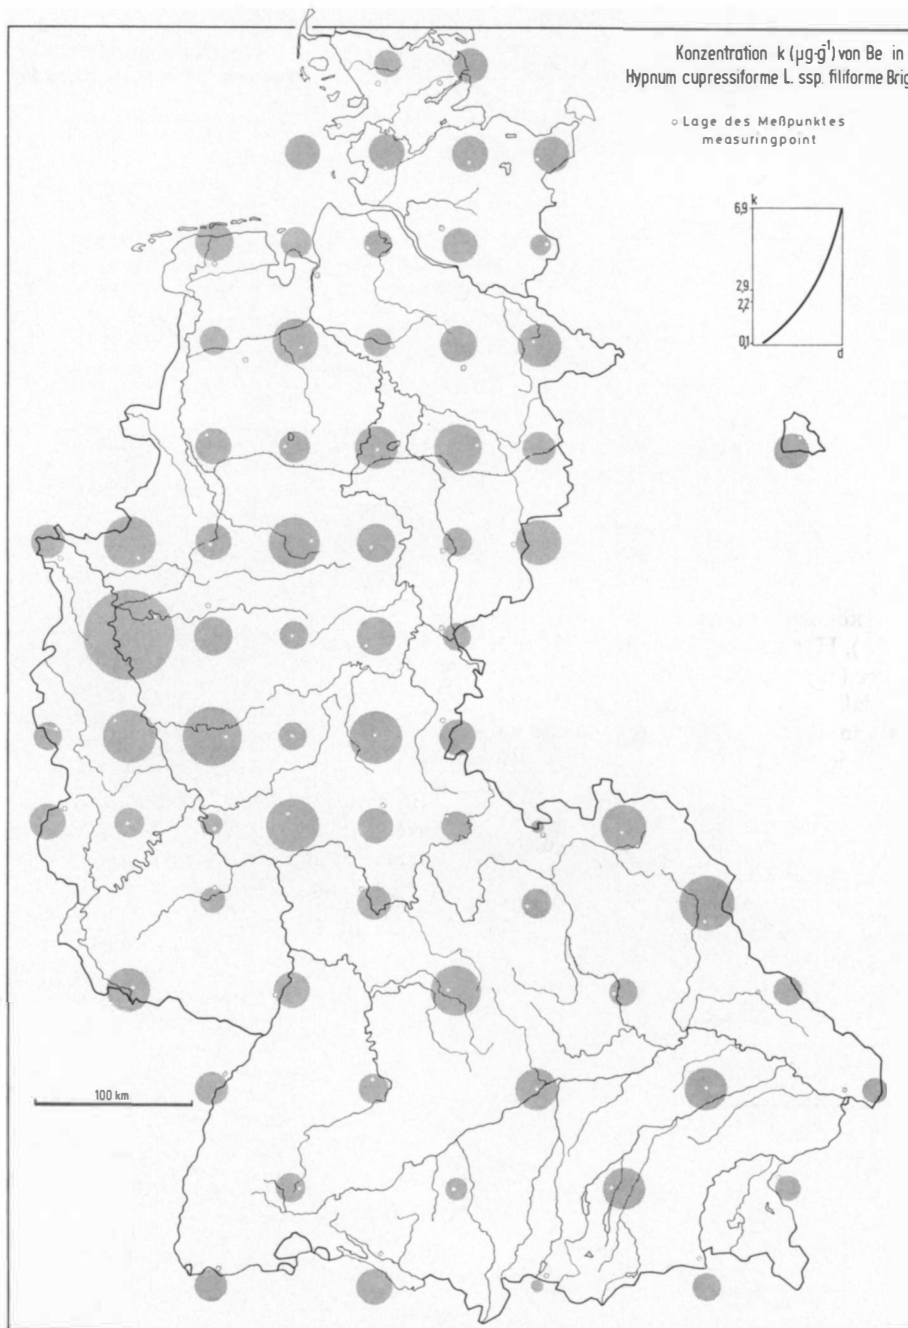 Konzentration k (µg·g⁻¹) von Be in
Hypnum cupressiforme L. ssp. filiforme Brig
○ Lage des Meßpunktes
measuringpoint
k
6,9
2,9
2,2
0,1
d
100 km